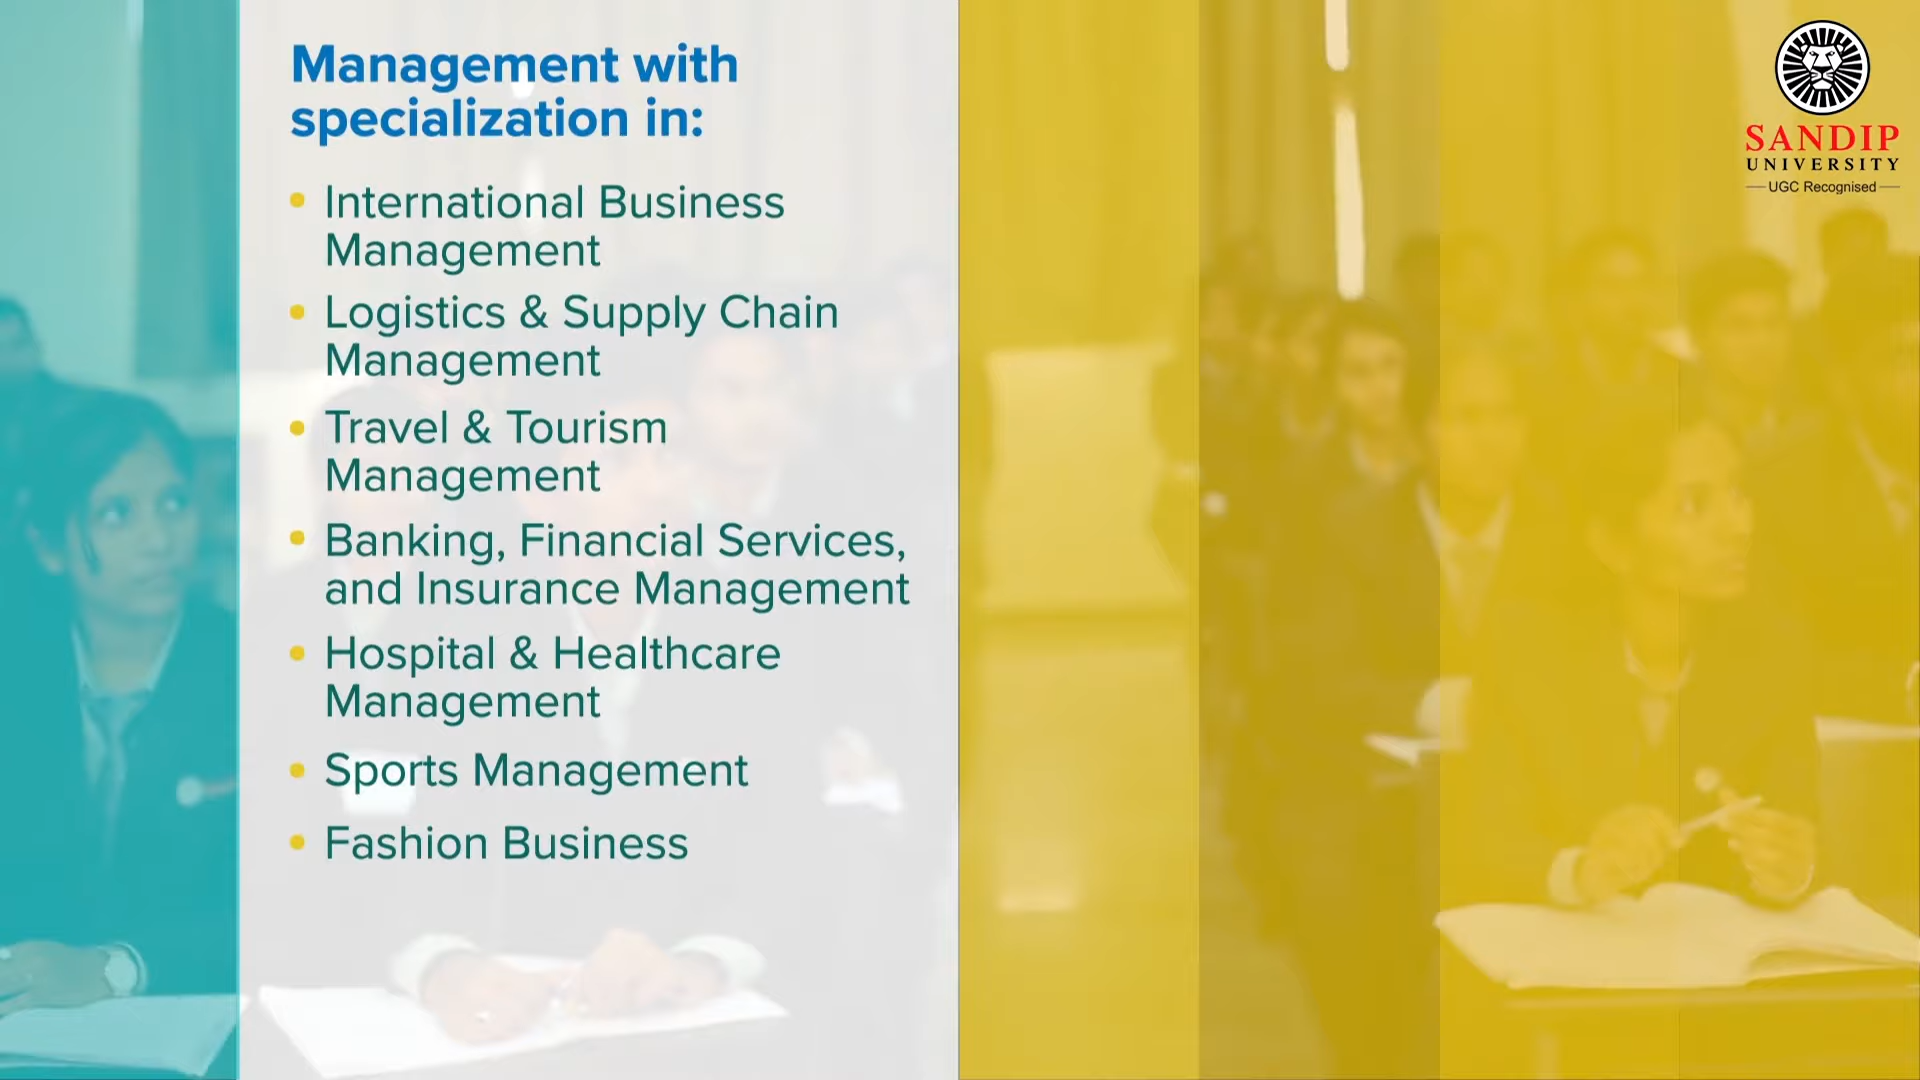 Management with
specialization in:
• International Business
Management
• Logistics & Supply Chain
Management
• Travel & Tourism
Management
• Banking, Financial Services,
and Insurance Management
• Hospital & Healthcare
Management
• Sports Management
• Fashion Business
SANDIP
UNIVERSITY
UGC Recognised